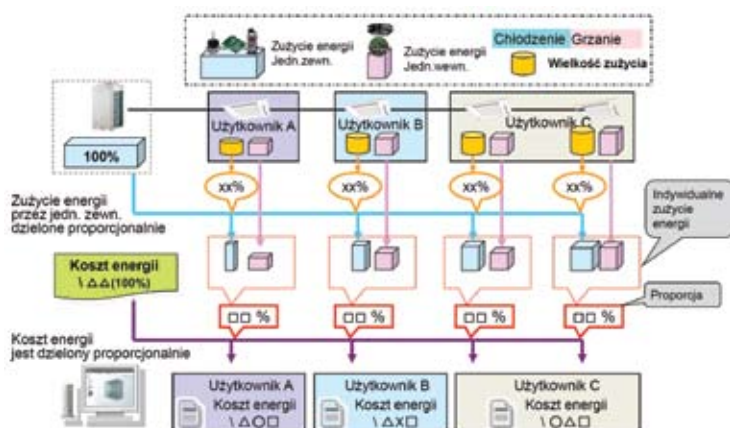 Zużycie energii
Jedn.zewn.
Zużycie energii
Jedn.wewn.
Chłodzenie Grzanie
Wielkość zużycia
Użytkownik A
Użytkownik B
Użytkownik C
100%
xx%
xx%
xx%
xx%
Zużycie energii
przez jedn. zewn.
dzielone proporcjonalnie
Indywidualne
zużycie
energii
Koszt energii
\ △△(100%)
Proporcja
□□ %
□□ %
□□ %
□□ %
Koszt energii
jest dzielony proporcjonalnie
Użytkownik A
Koszt energii
\ △○□
Użytkownik B
Koszt energii
\ △X□
Użytkownik C
Koszt energii
\ ○△□